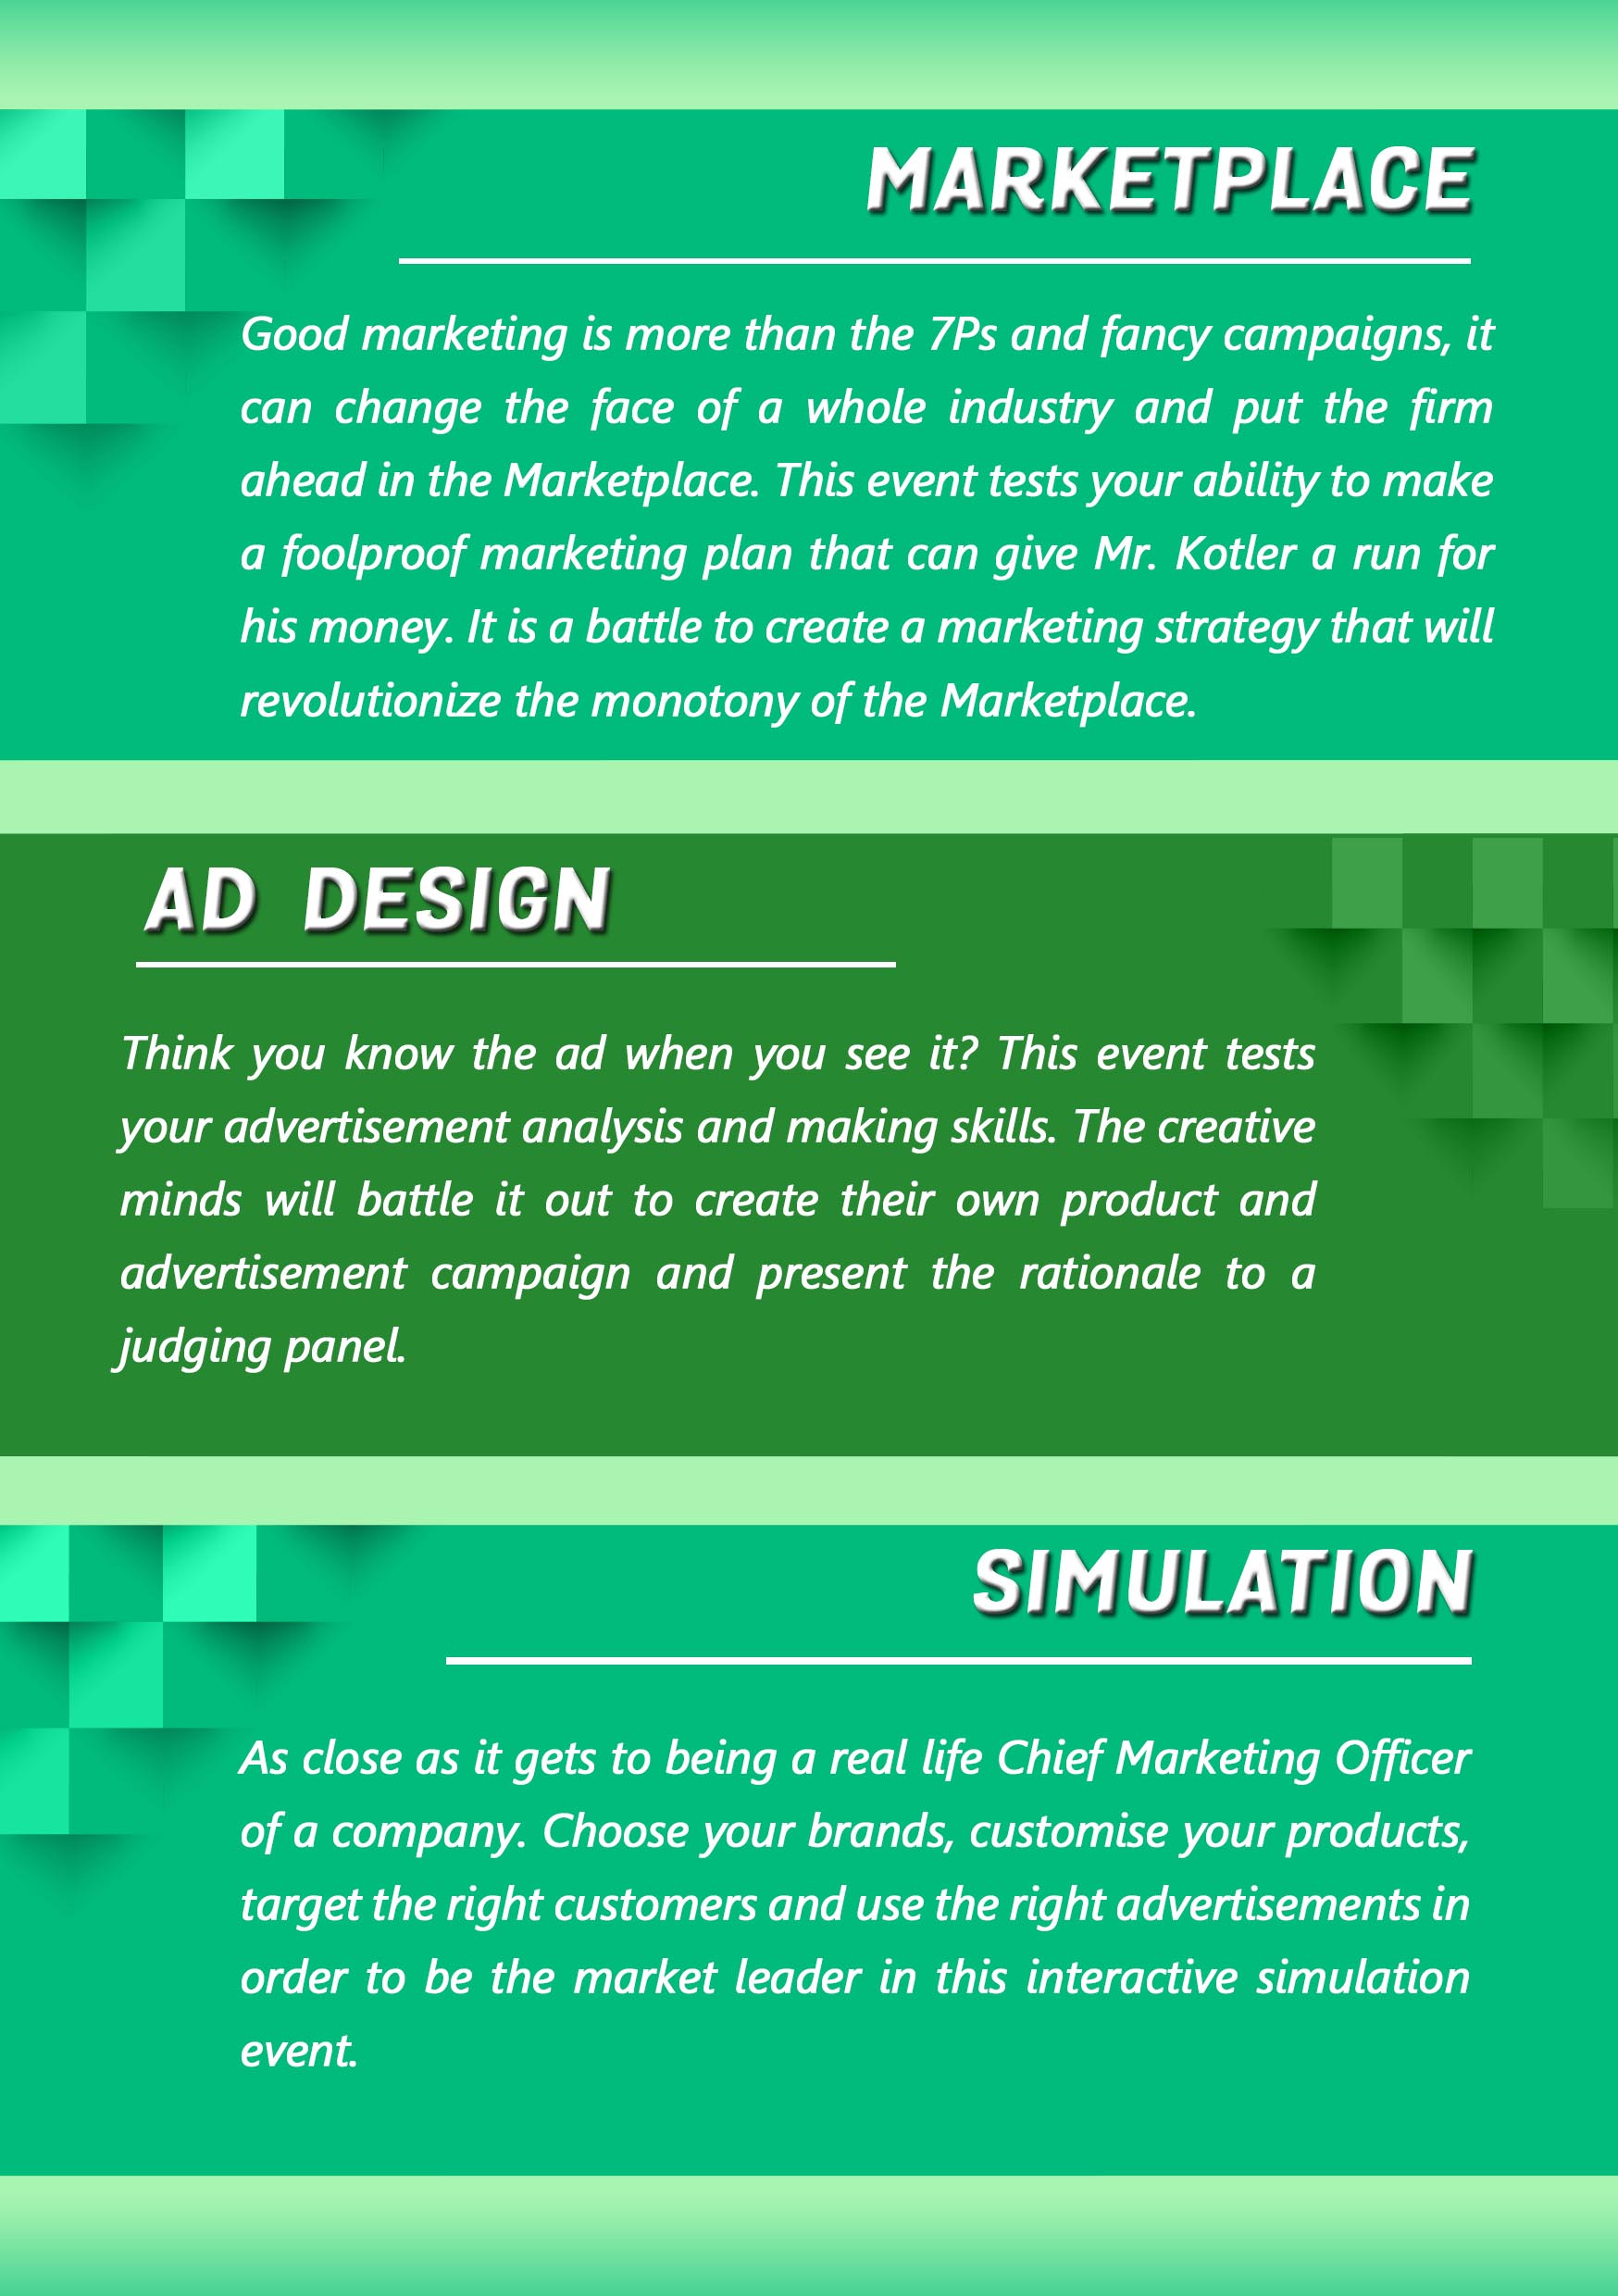 MARKETPLACE
Good marketing is more than the 7Ps and fancy campaigns, it
can change the face of a whole industry and put the firm
ahead in the Marketplace. This event tests your ability to make
a foolproof marketing plan that can give Mr. Kotler a run for
his money. It is a battle to create a marketing strategy that will
revolutionize the monotony of the Marketplace.
AD DESIGN
Think you know the ad when you see it? This event tests
your advertisement analysis and making skills. The creative
minds will battle it out to create their own product and
advertisement campaign and present the rationale to a
judging panel.
SIMULATION
As close as it gets to being a real life Chief Marketing Officer
of a company. Choose your brands, customise your products,
target the right customers and use the right advertisements in
order to be the market leader in this interactive simulation
event.